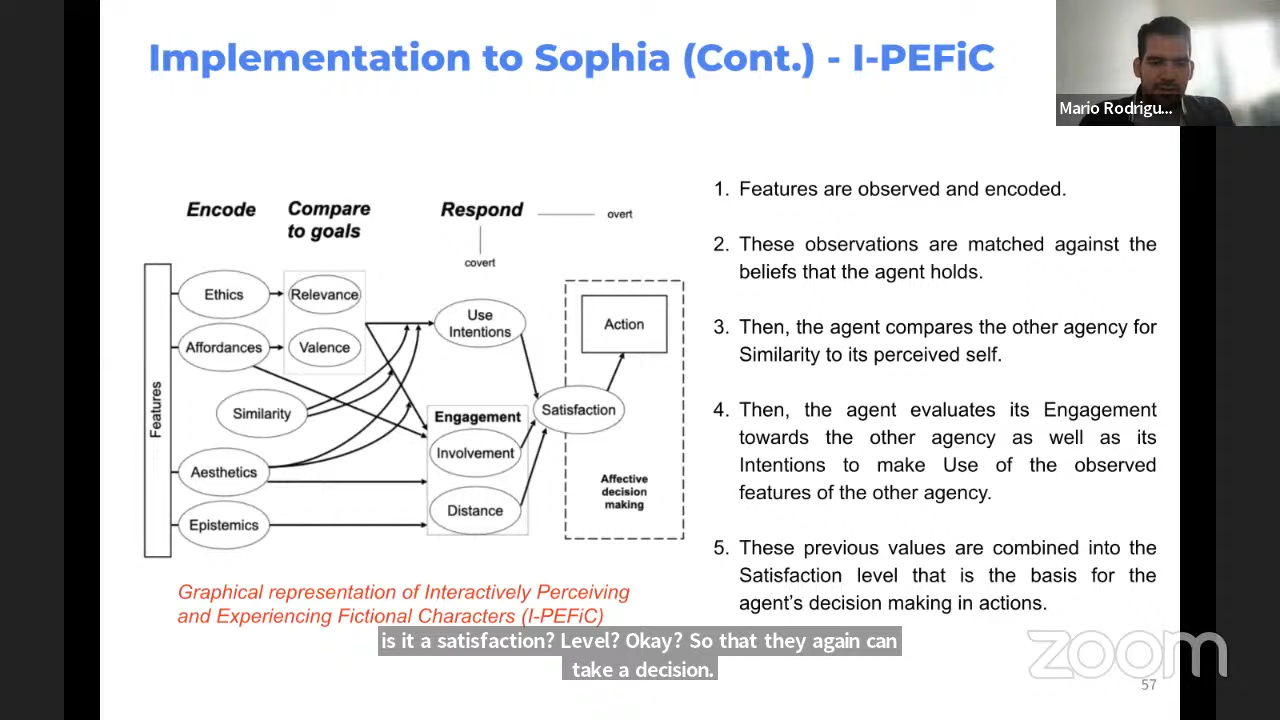 Implementation to Sophia (Cont.) - I-PEFiC
Mario Rodrigu...
Encode
Compare
to goals
Respond
overt
covert
Features
Ethics
Relevance
Affordances
Valence
Similarity
Aesthetics
Epistemics
Use
Intentions
Engagement
Involvement
Distance
Satisfaction
Action
Affective
decision
making
Graphical representation of Interactively Perceiving
and Experiencing Fictional Characters (I-PEFiC)
1. Features are observed and encoded.
2. These observations are matched against the
beliefs that the agent holds.
3. Then, the agent compares the other agency for
Similarity to its perceived self.
4. Then, the agent evaluates its Engagement
towards the other agency as well as its
Intentions to make Use of the observed
features of the other agency.
5. These previous values are combined into the
Satisfaction level that is the basis for the
agent's decision making in actions.
is it a satisfaction? Level? Okay? So that they again can
take a decision.
zoom
57